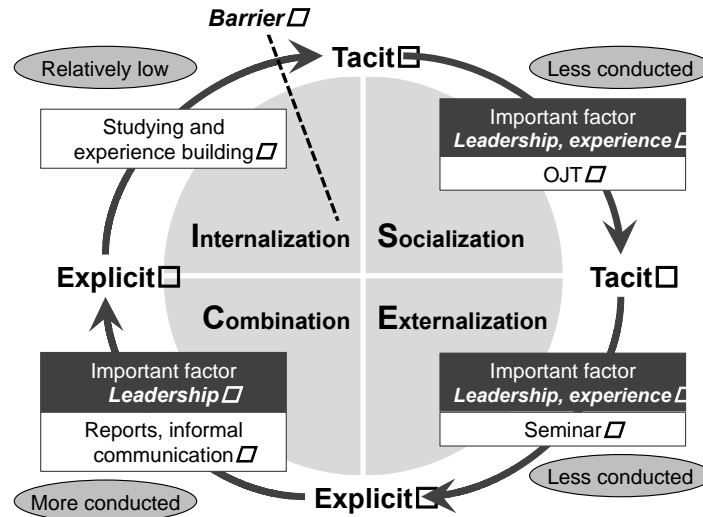 Barrier
Tacit
Relatively low
Less conducted
Studying and
experience building
Important factor
Leadership, experience
OJT
Internalization
Socialization
Explicit
Tacit
Combination
Externalization
Important factor
Leadership
Reports, informal
communication
Important factor
Leadership, experience
Seminar
More conducted
Explicit
Less conducted